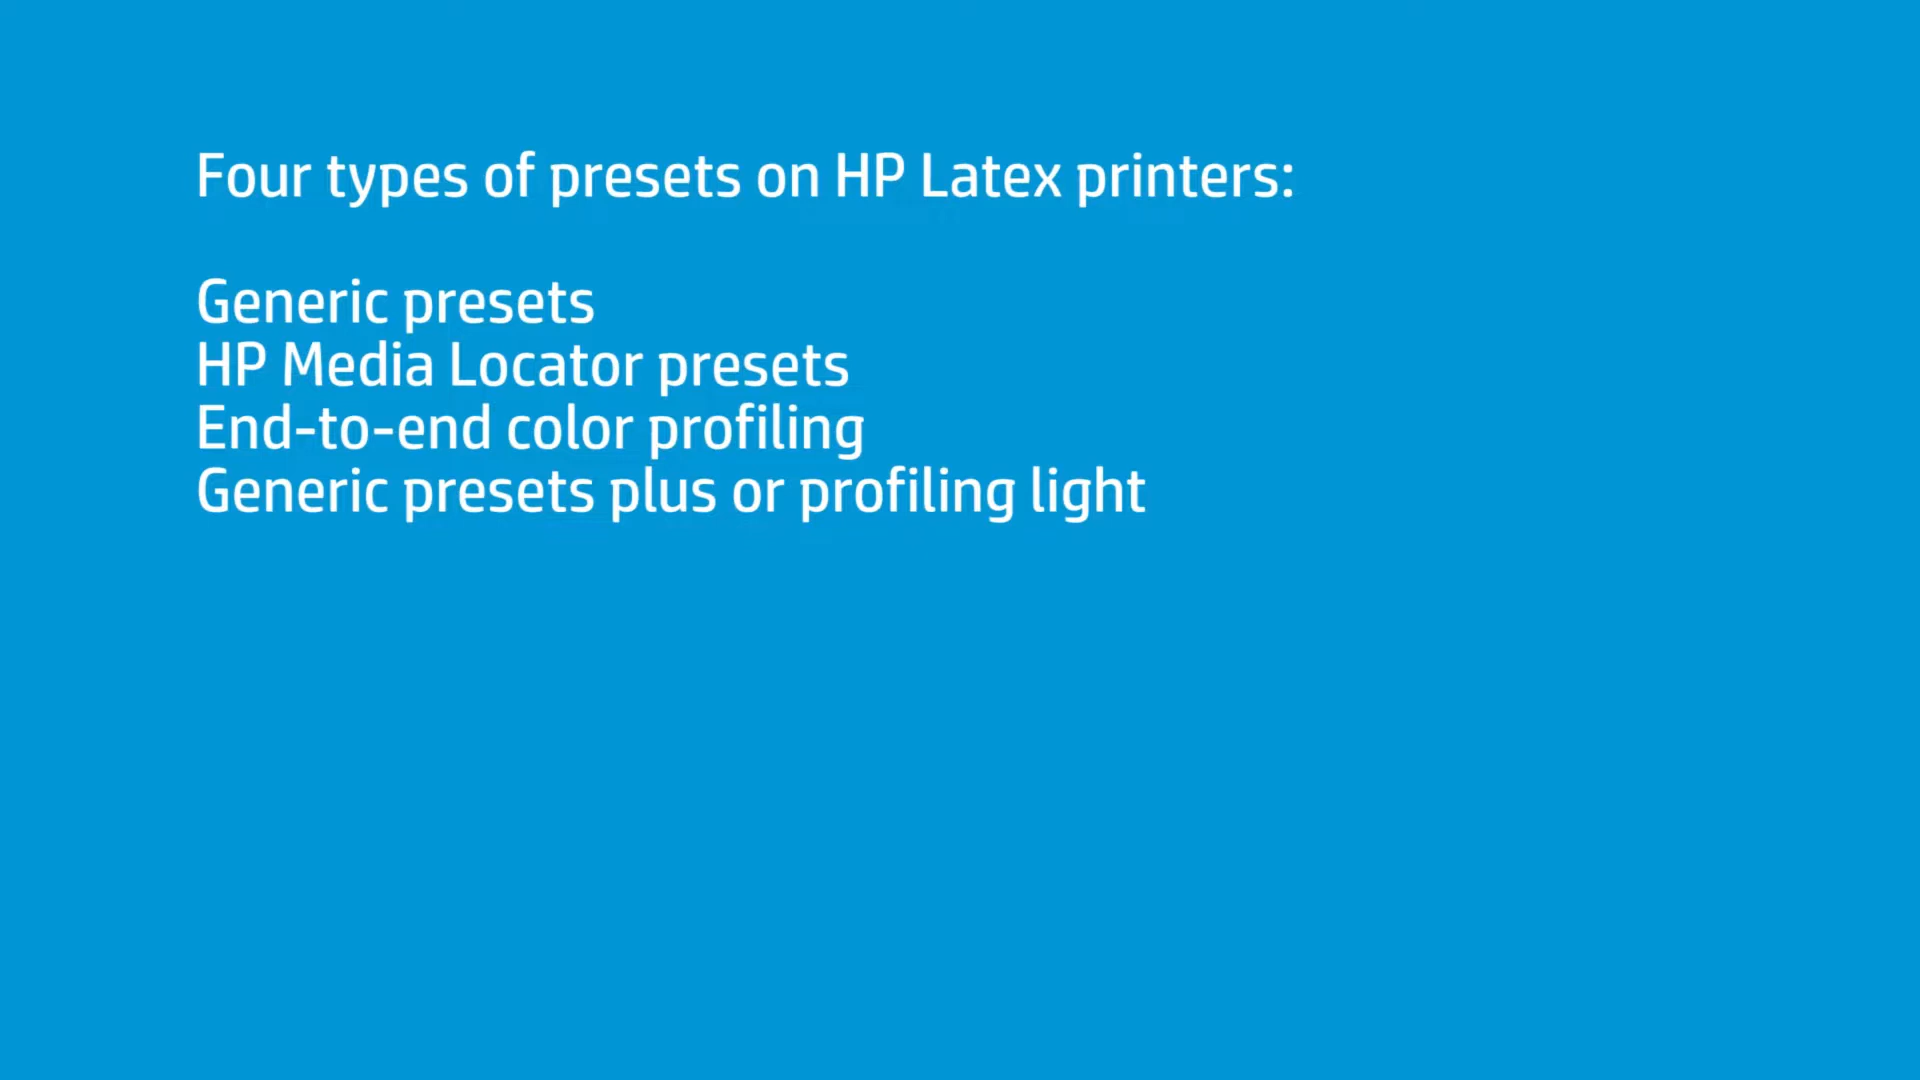 Four types of presets on HP Latex printers:
Generic presets
HP Media Locator presets
End-to-end color profiling
Generic presets plus or profiling light